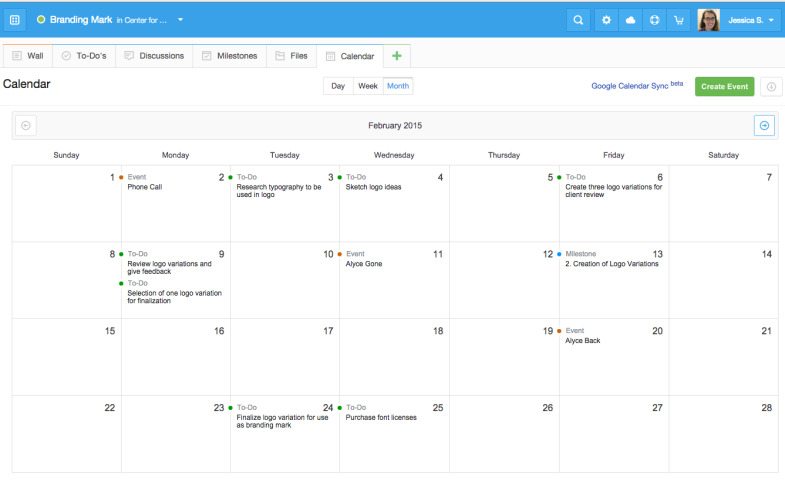 Branding Mark in Center for ...
Jessica S.
Wall
To-Do's
Discussions
Milestones
Files
Calendar
Calendar
Day
Week
Month
Google Calendar Sync beta
Create Event
February 2015
Sunday
Monday
Tuesday
Wednesday
Thursday
Friday
Saturday
1
Event 2
Phone Call
To-Do 3
Research typography to be
used in logo
To-Do 4
Sketch logo ideas
5
To-Do 6
Create three logo variations for
client review
7
8
To-Do 9
Review logo variations and
give feedback
To-Do
Selection of one logo variation
for finalization
10
Event 11
Alyce Gone
12
Milestone 13
2. Creation of Logo Variations
14
15
16
17
18
19
Event 20
Alyce Back
21
22
23
To-Do 24
Finalize logo variation for use
as branding mark
To-Do 25
Purchase font licenses
26
27
28